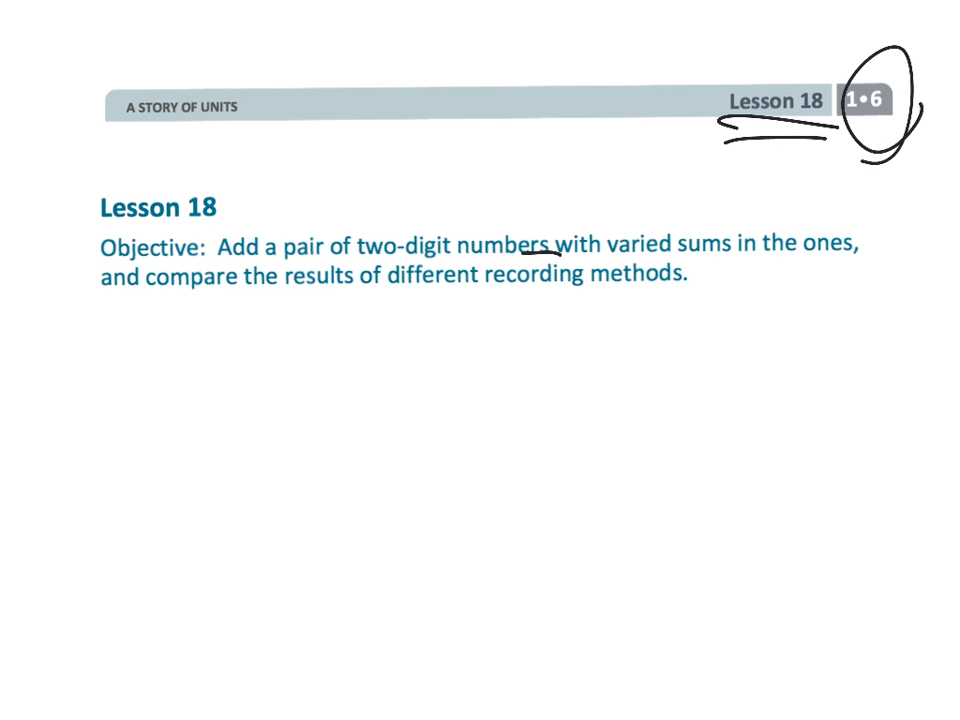 A STORY OF UNITS
Lesson 18 1•6
Lesson 18
Objective: Add a pair of two-digit numbers with varied sums in the ones,
and compare the results of different recording methods.